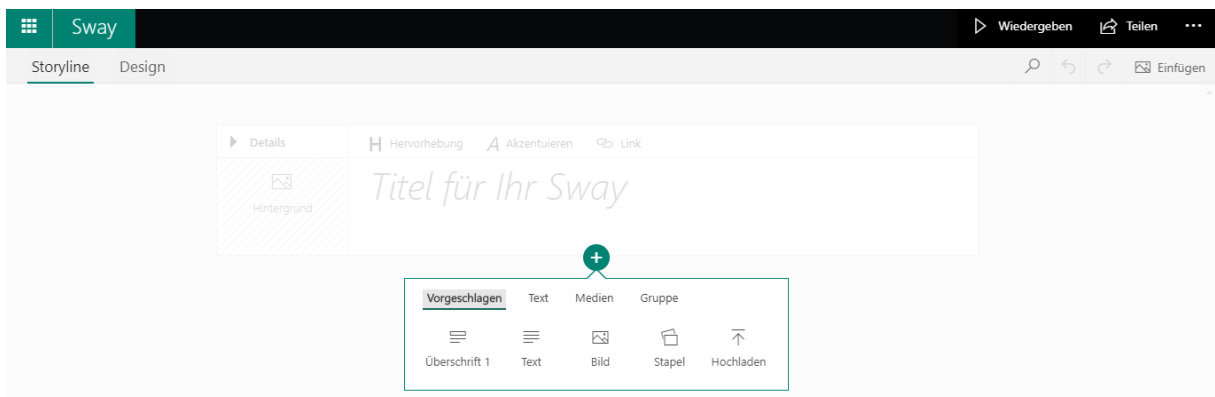 Sway Wiedergeben Teilen
Storyline Design Einfügen
Details H Hervorhebung A Akzentuieren Link
Titel für Ihr Sway
Hintergrund
Vorgeschlagen Text Medien Gruppe
Überschrift 1 Text Bild Stapel Hochladen